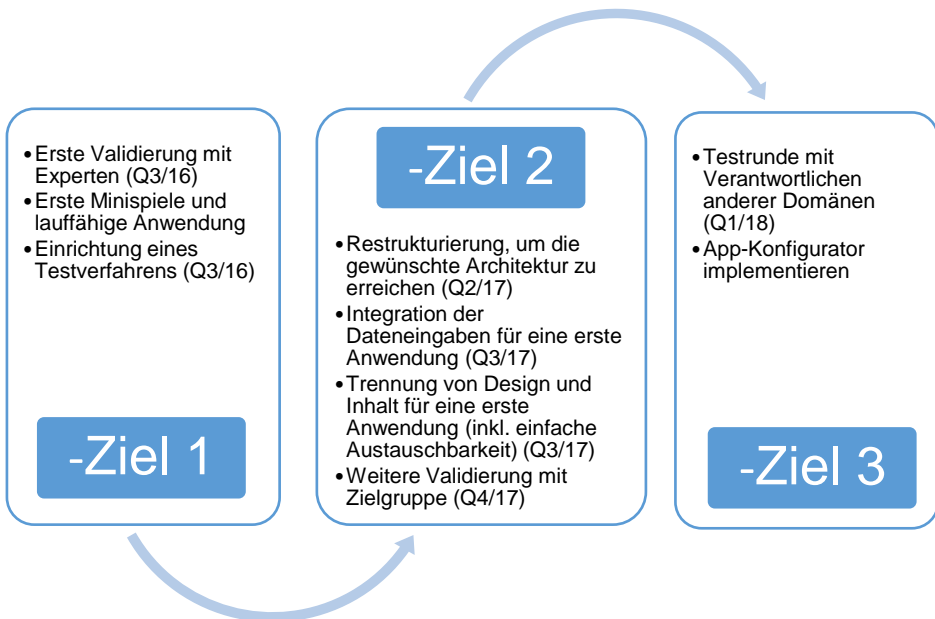 •Erste Validierung mit
Experten (Q3/16)
•Erste Minispiele und
lauffähige Anwendung
•Einrichtung eines
Testverfahrens (Q3/16)
-Ziel 1
-Ziel 2
•Restrukturierung, um die
gewünschte Architektur zu
erreichen (Q2/17)
•Integration der
Dateneingaben für eine erste
Anwendung (Q3/17)
•Trennung von Design und
Inhalt für eine erste
Anwendung (inkl. einfache
Austauschbarkeit) (Q3/17)
•Weitere Validierung mit
Zielgruppe (Q4/17)
•Testrunde mit
Verantwortlichen
anderer Domänen
(Q1/18)
•App-Konfigurator
implementieren
-Ziel 3